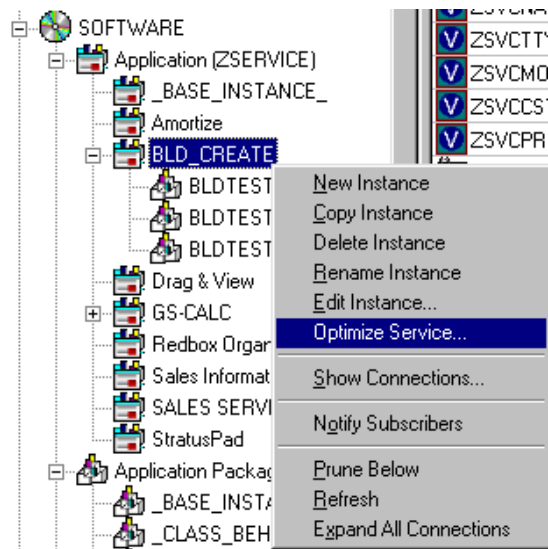 SOFTWARE
Application (ZSERVICE)
_BASE_INSTANCE_
Amortize
BLD_CREATE
BLDTEST
BLDTEST
BLDTEST
Drag & View
GS-CALC
Redbox Organ
Sales Informat
SALES SERVI
StratusPad
Application Packag
_BASE_INSTA
_CLASS_BEH
ZSVCTTY
ZSVCMO
ZSVCCS
ZSVCPR
New Instance
Copy Instance
Delete Instance
Rename Instance
Edit Instance...
Optimize Service...
Show Connections...
Notify Subscribers
Prune Below
Refresh
Expand All Connections